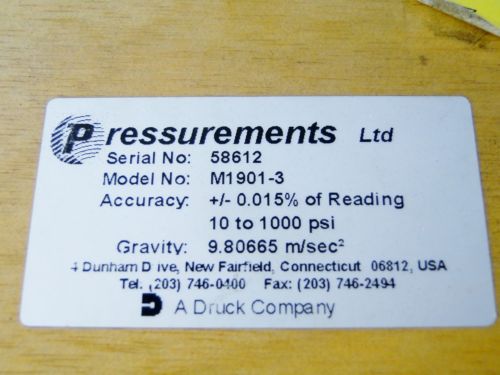 Pressurements Ltd
Serial No: 58612
Model No: M1901-3
Accuracy: +/- 0.015% of Reading
10 to 1000 psi
Gravity: 9.80665 m/sec²
4 Dunham D ive, New Fairfield, Connecticut 06812, USA
Tel. (203) 746-0400 Fax: (203) 746-2494
A Druck Company